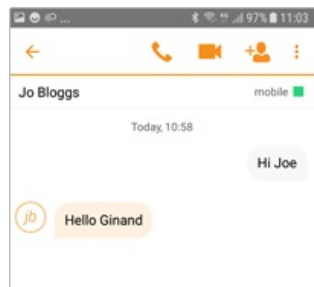 97% 11:03
Jo Bloggs
mobile
Today, 10:58
Hi Joe
jb
Hello Ginand